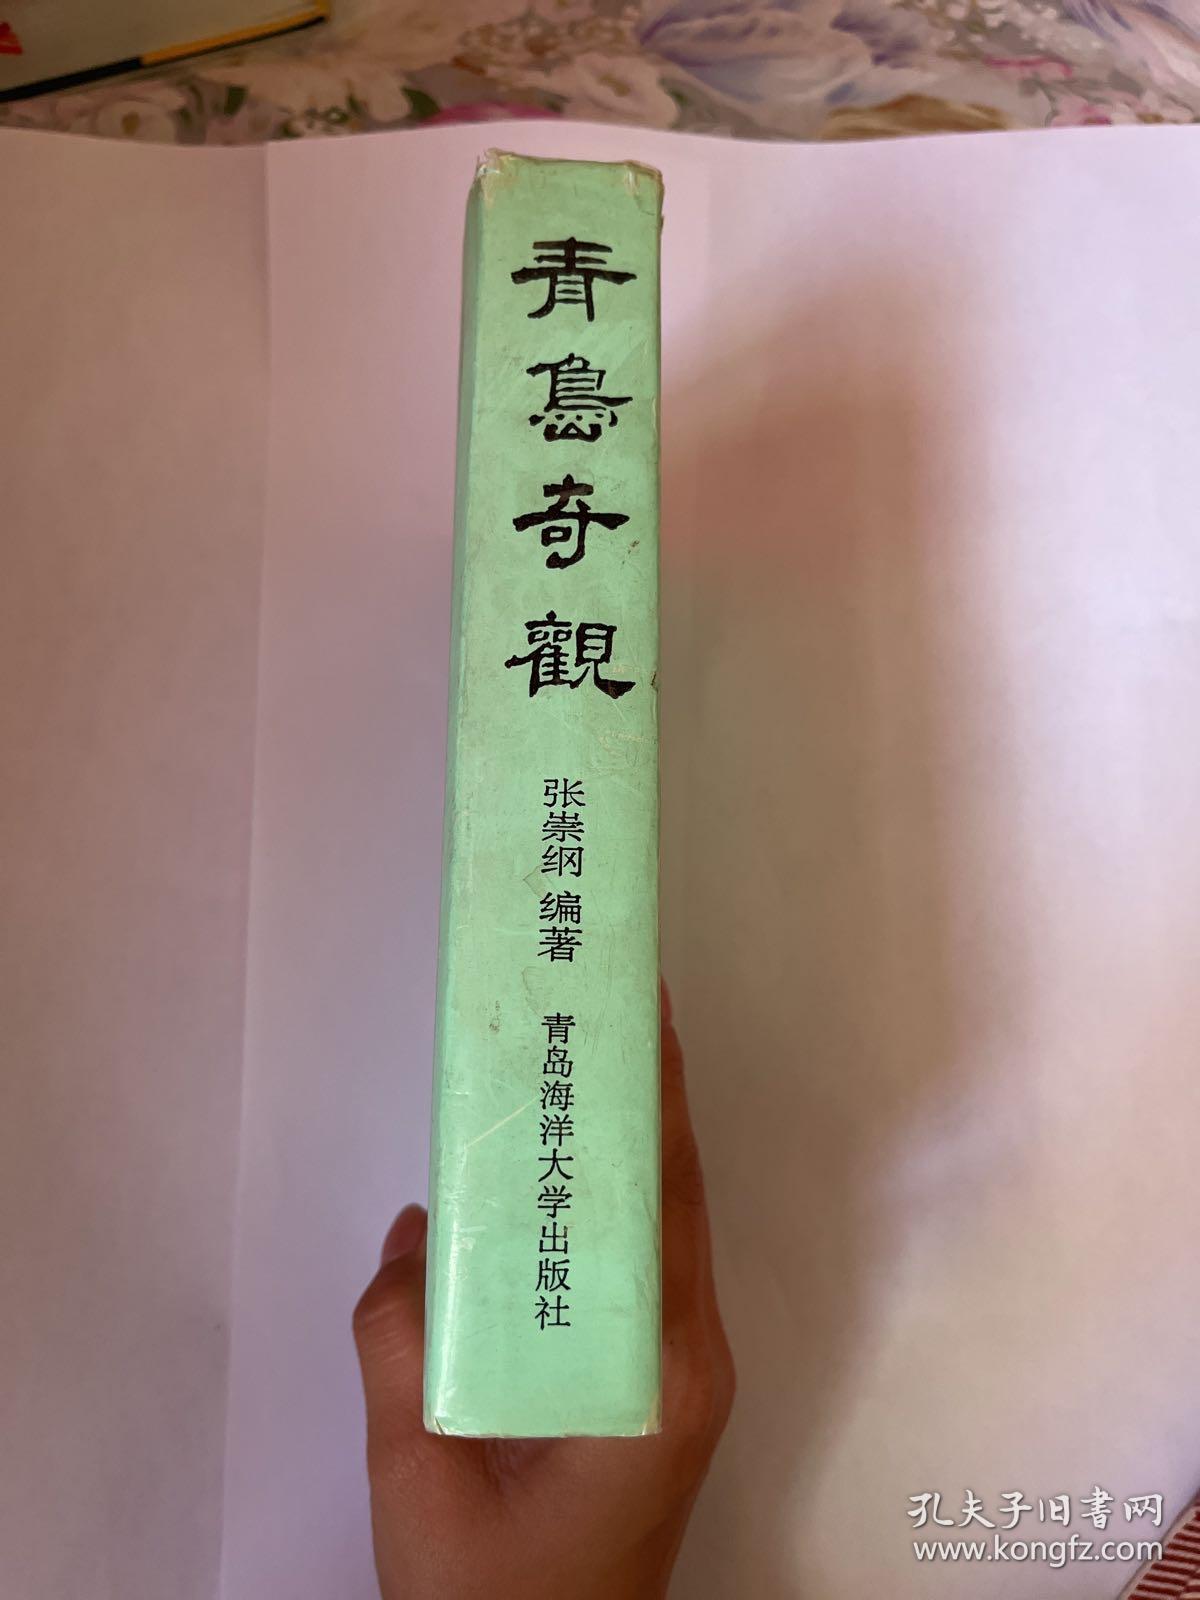 青島奇觀
张崇纲 编著
青岛海洋大学出版社
孔夫子旧书网
www.kongfz.com